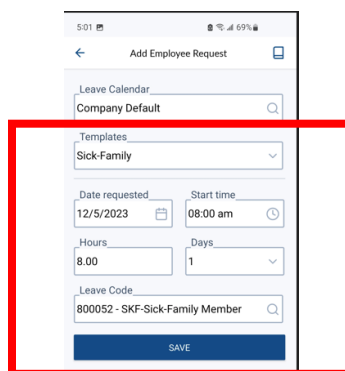 5:01 69%
Add Employee Request
Leave Calendar
Company Default
Templates
Sick-Family
Date requested Start time
12/5/2023 08:00 am
Hours Days
8.00 1
Leave Code
800052 - SKF-Sick-Family Member
SAVE